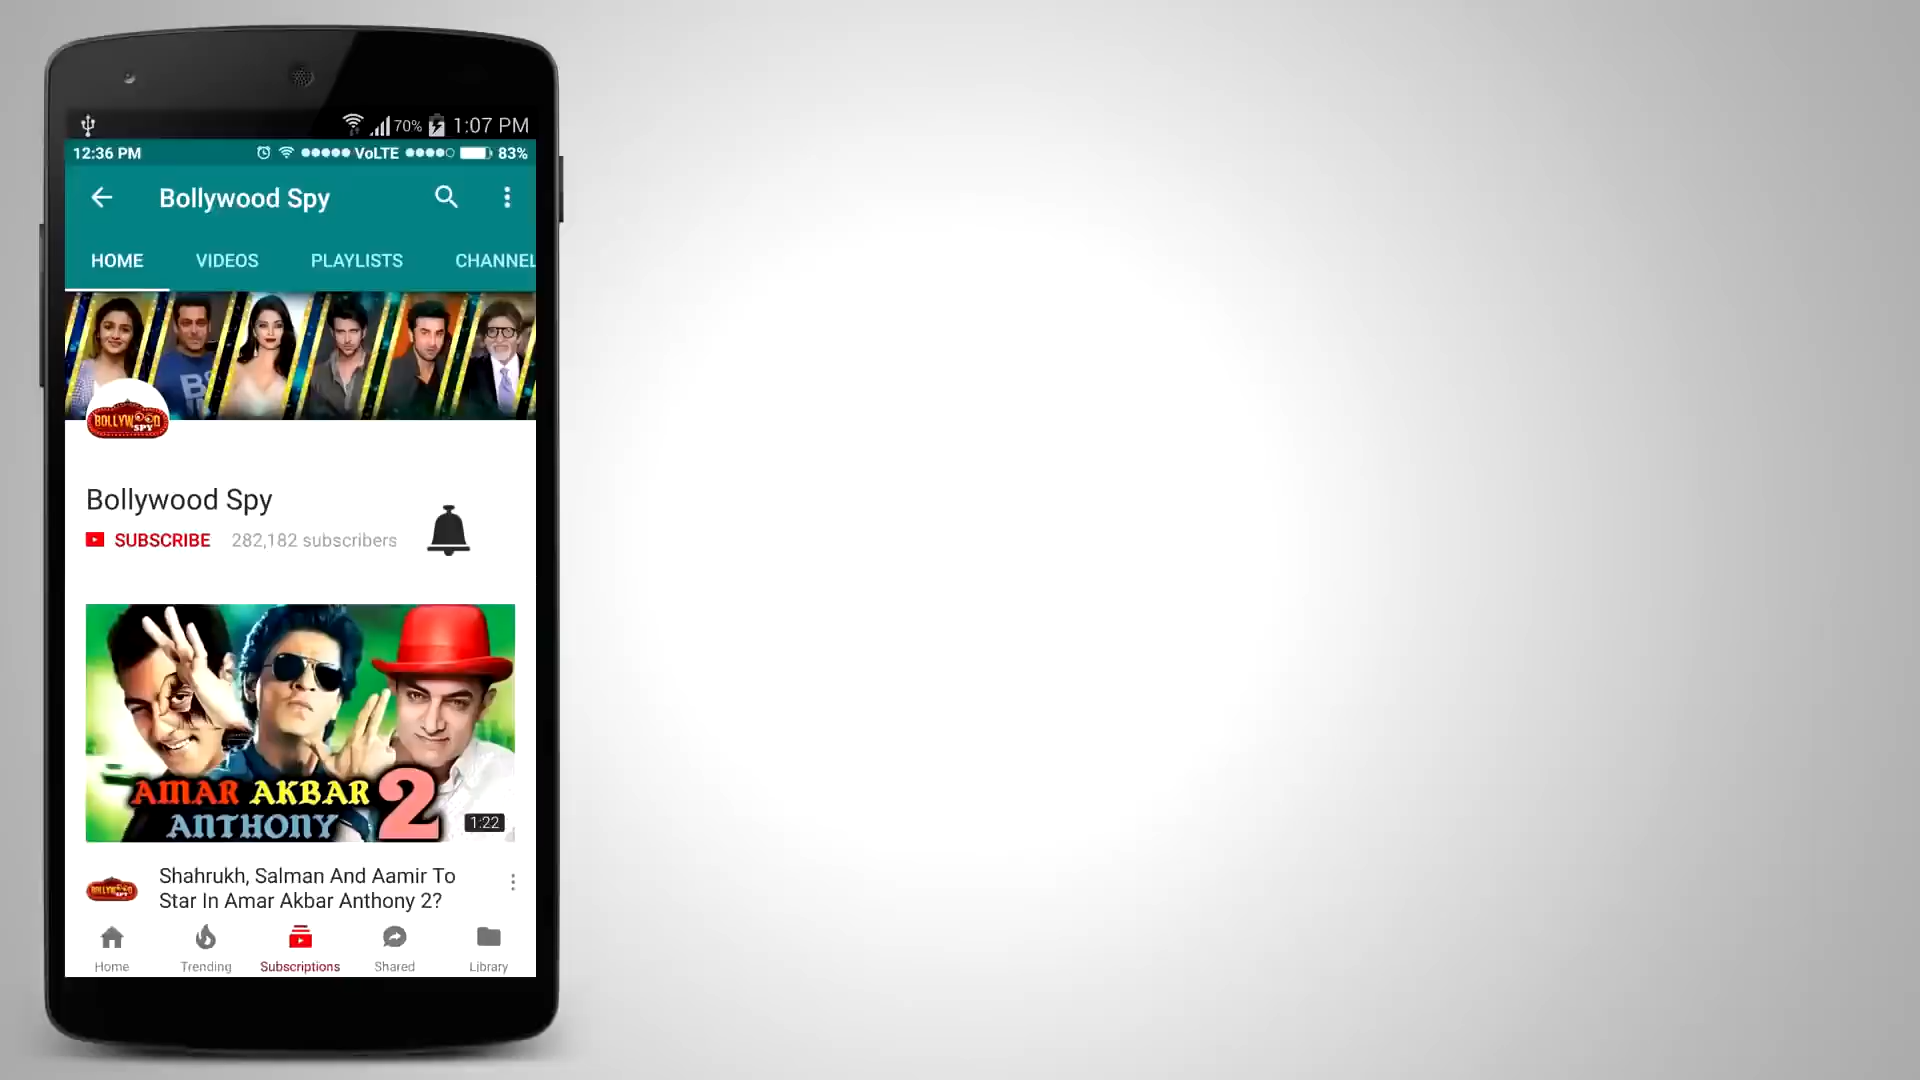 70% 1:07 PM
12:36 PM VoLTE 83%
Bollywood Spy
HOME VIDEOS PLAYLISTS CHANNEL
BOLLYWOOD
SPY
Bollywood Spy
SUBSCRIBE 282,182 subscribers
AMAR AKBAR 2
ANTHONY
1:22
Shahrukh, Salman And Aamir To
Star In Amar Akbar Anthony 2?
BOLLYWOOD
SPY
Home Trending Subscriptions Shared Library